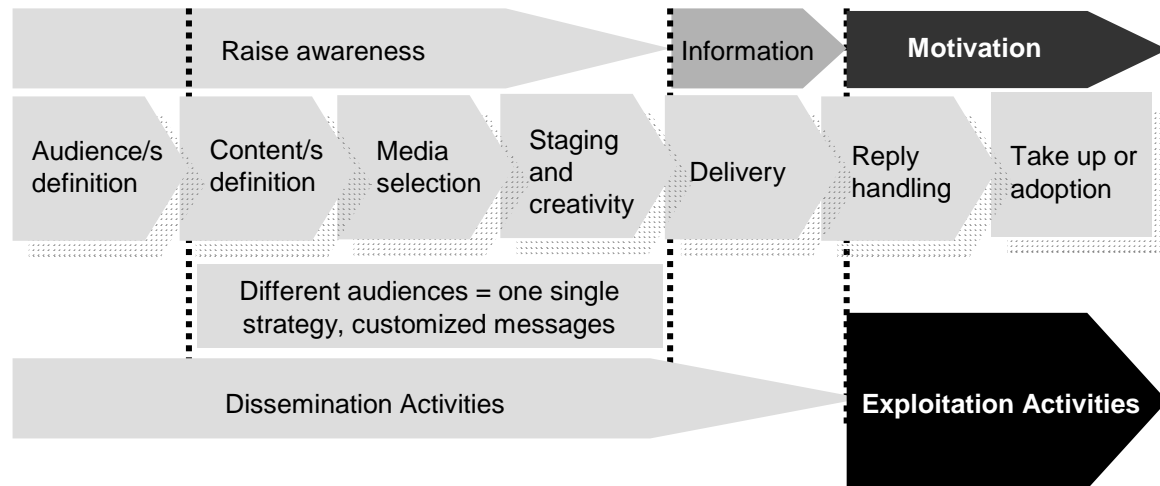 Raise awareness
Information
Motivation
Audience/s
definition
Content/s
definition
Media
selection
Staging
and
creativity
Delivery
Reply
handling
Take up or
adoption
Different audiences = one single
strategy, customized messages
Dissemination Activities
Exploitation Activities